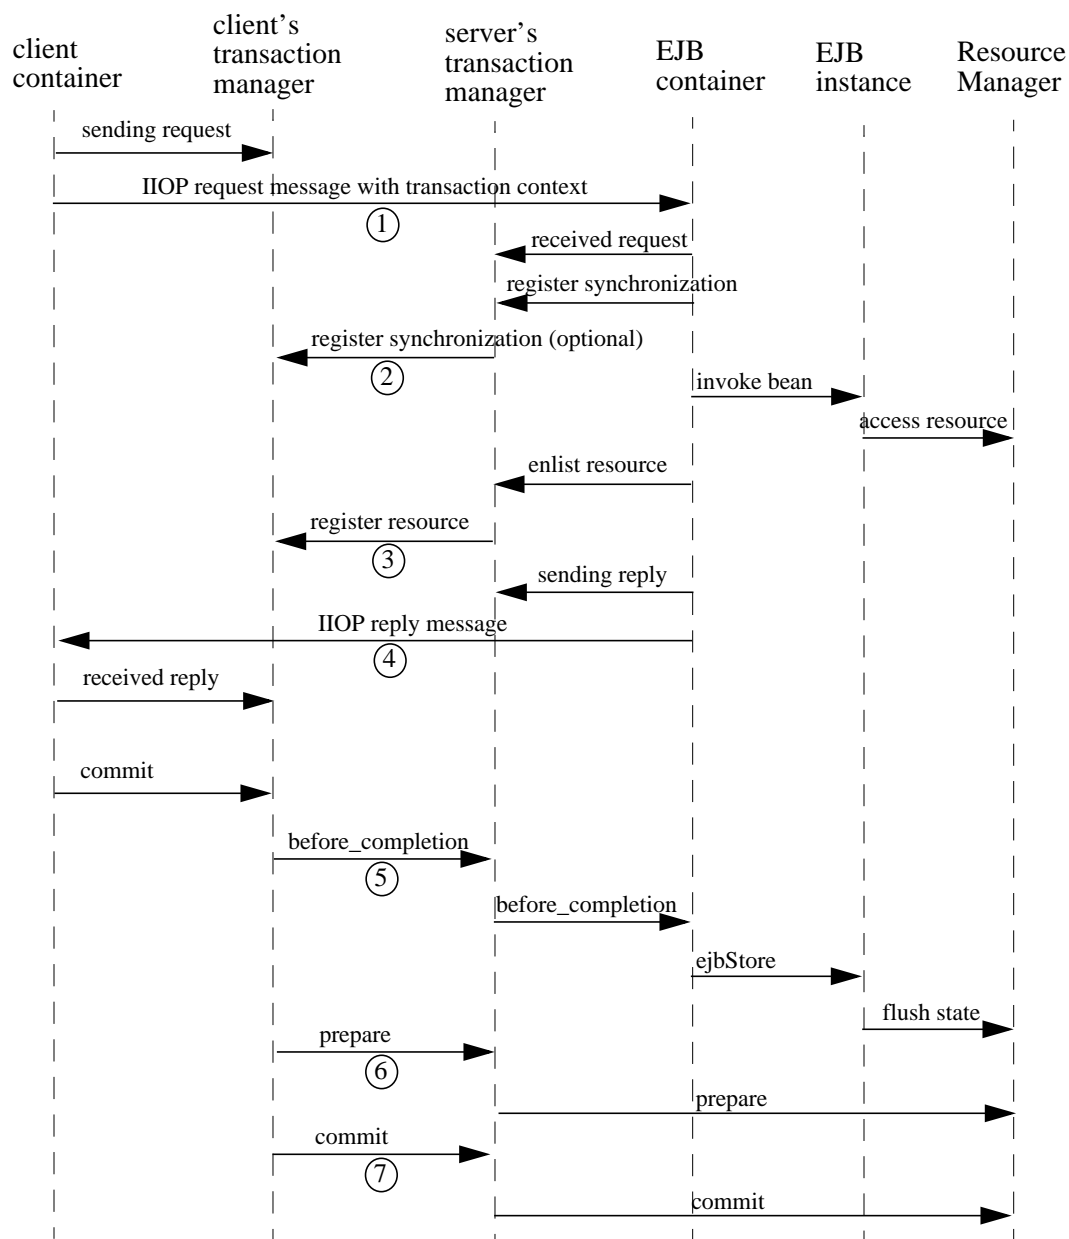 client
container
client's
transaction
manager
server's
transaction
manager
EJB
container
EJB
instance
Resource
Manager
sending request
IIOP request message with transaction context
1
received request
register synchronization
register synchronization (optional)
2
invoke bean
access resource
enlist resource
register resource
3
sending reply
IIOP reply message
4
received reply
commit
before_completion
5
before_completion
ejbStore
flush state
prepare
6
prepare
commit
7
commit